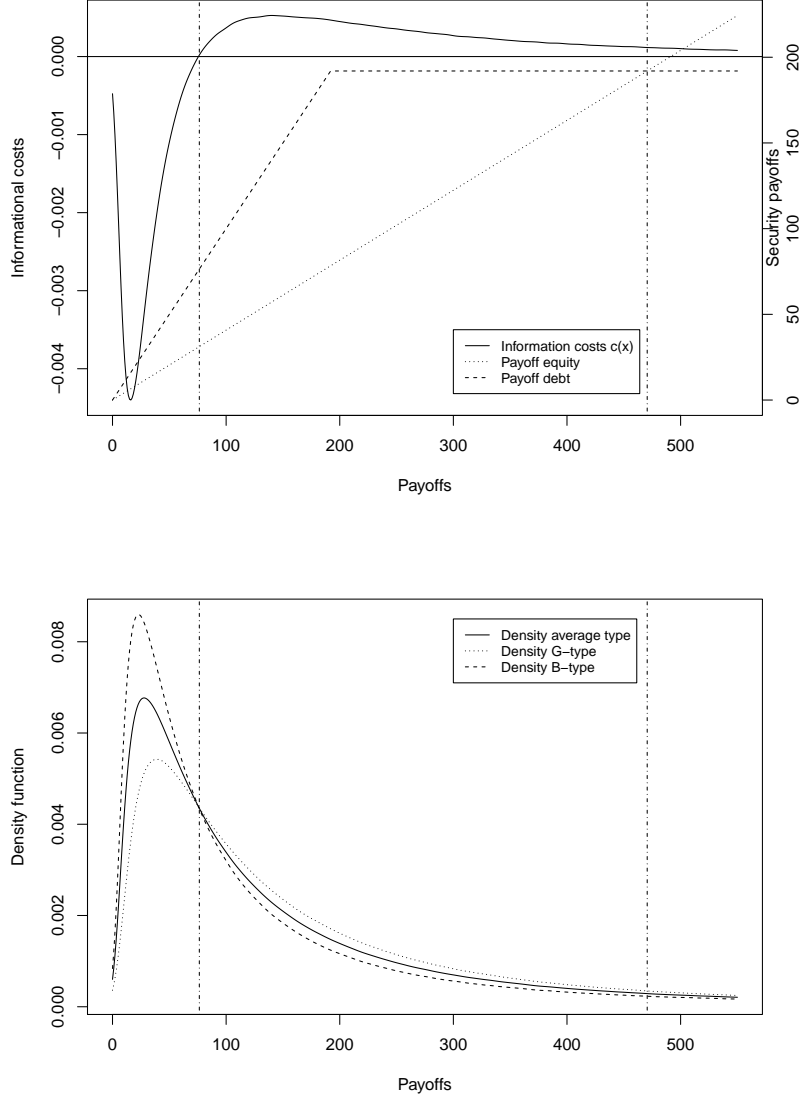 0.000
−0.001
−0.002
−0.003
−0.004
Informational costs
200
150
100
50
0
Security payoffs
Information costs c(x)
Payoff equity
Payoff debt
0 100 200 300 400 500
Payoffs
0.008
0.006
0.004
0.002
0.000
Density function
Density average type
Density G−type
Density B−type
0 100 200 300 400 500
Payoffs